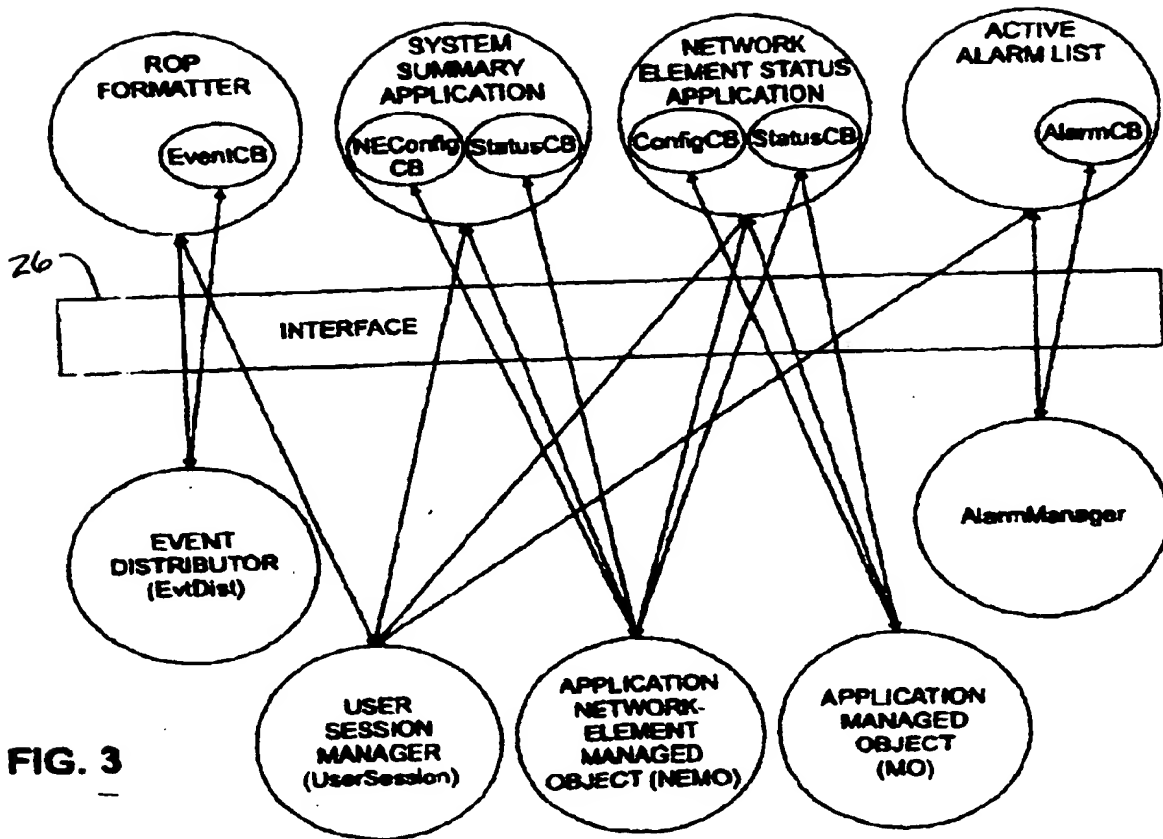 ROP
FORMATTER
EventCB
SYSTEM
SUMMARY
APPLICATION
NEConfig
CB
StatusCB
NETWORK
ELEMENT STATUS
APPLICATION
ConfigCB
StatusCB
ACTIVE
ALARM LIST
AlarmCB
26
INTERFACE
EVENT
DISTRIBUTOR
(EvtDist)
AlarmManager
USER
SESSION
MANAGER
(UserSession)
APPLICATION
NETWORK-
ELEMENT
MANAGED
OBJECT (NEMO)
APPLICATION
MANAGED
OBJECT
(MO)
FIG. 3